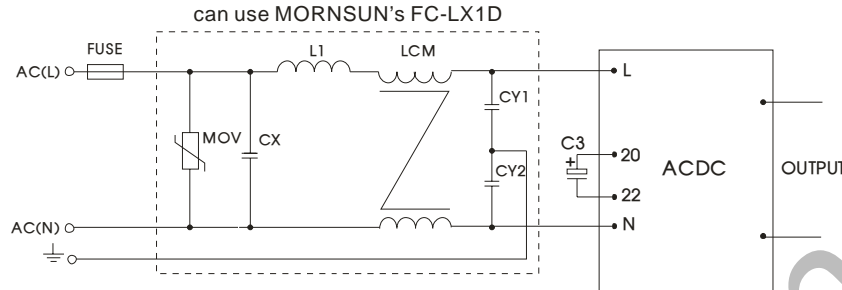 can use MORNSUN's FC-LX1D
FUSE
L1
LCM
AC(L)
L
CY1
MOV
CX
C3
+
20
ACDC
OUTPUT
CY2
22
AC(N)
N